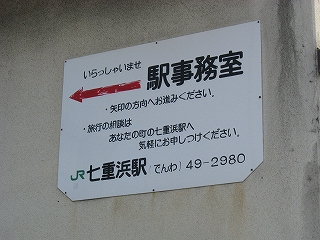 いらっしゃいませ
駅事務室
・矢印の方向へお進みください。
・旅行の相談は
あなたの町の七重浜駅へ
気軽にお申しつけください。
JR 七重浜駅(でんわ) 49-2980